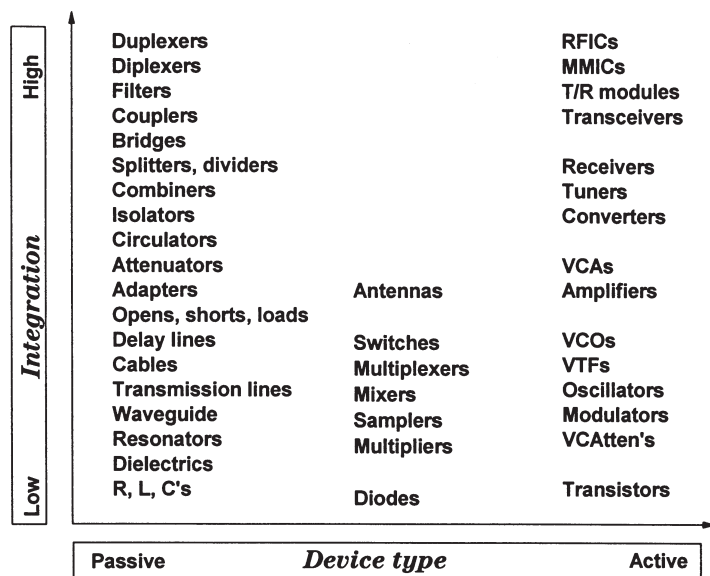 High
Integration
Low
Duplexers
Diplexers
Filters
Couplers
Bridges
Splitters, dividers
Combiners
Isolators
Circulators
Attenuators
Adapters
Opens, shorts, loads
Delay lines
Cables
Transmission lines
Waveguide
Resonators
Dielectrics
R, L, C's
Antennas
Switches
Multiplexers
Mixers
Samplers
Multipliers
Diodes
RFICs
MMICs
T/R modules
Transceivers
Receivers
Tuners
Converters
VCAs
Amplifiers
VCOs
VTFs
Oscillators
Modulators
VCAtten's
Transistors
Passive Device type Active